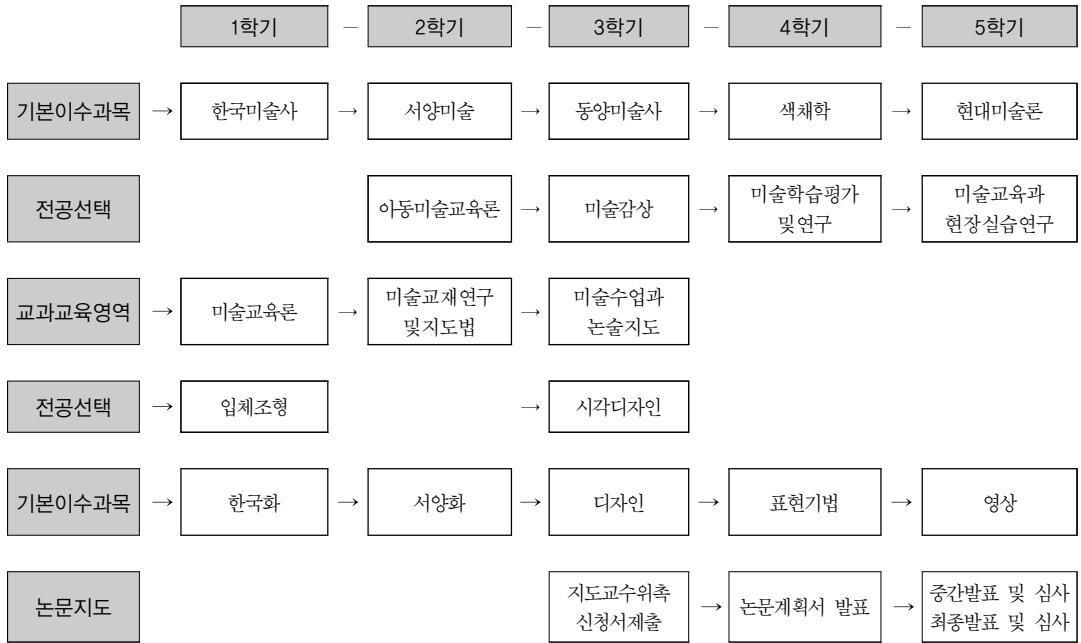 1학기 – 2학기 – 3학기 – 4학기 – 5학기
기본이수과목 → 한국미술사 → 서양미술 → 동양미술사 → 색채학 → 현대미술론
전공선택 아동미술교육론 → 미술감상 → 미술학습평가 및연구 → 미술교육과 현장실습연구
교과교육영역 → 미술교육론 → 미술교재연구 및지도법 → 미술수업과 논술지도
전공선택 → 입체조형 → 시각디자인
기본이수과목 → 한국화 → 서양화 → 디자인 → 표현기법 → 영상
논문지도 지도교수위촉 신청서제출 → 논문계획서 발표 → 중간발표 및 심사 최종발표 및 심사